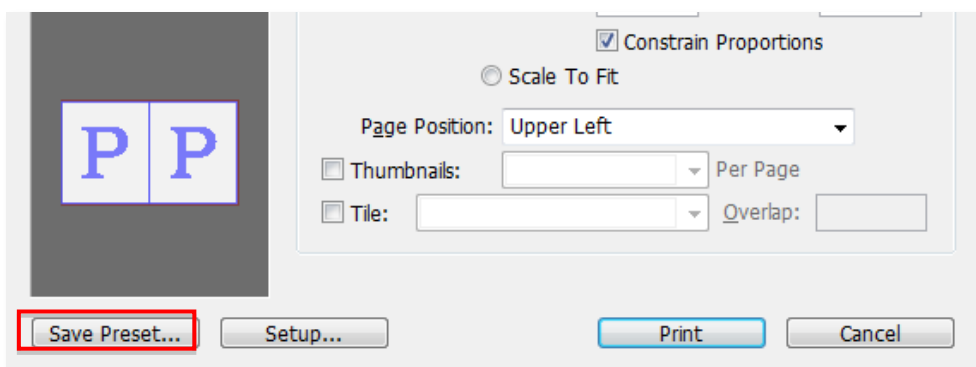 Constrain Proportions
Scale To Fit
Page Position: Upper Left
P P
Thumbnails: Per Page
Tile: Overlap:
Save Preset... Setup... Print Cancel